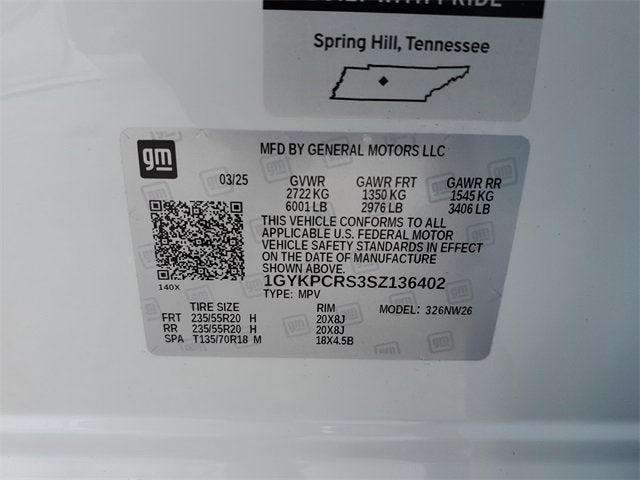 Spring Hill, Tennessee
gm
MFD BY GENERAL MOTORS LLC
03/25 GVWR GAWR FRT GAWR RR
2722 KG 1350 KG 1545 KG
6001 LB 2976 LB 3406 LB
THIS VEHICLE CONFORMS TO ALL
APPLICABLE U.S. FEDERAL MOTOR
VEHICLE SAFETY STANDARDS IN EFFECT
ON THE DATE OF MANUFACTURE
SHOWN ABOVE.
140X
1GYKPCRS3SZ136402
TYPE: MPV
TIRE SIZE RIM MODEL: 326NW26
FRT 235/55R20 H 20X8J
RR 235/55R20 H 20X8J
SPA T135/70R18 M 18X4.5B